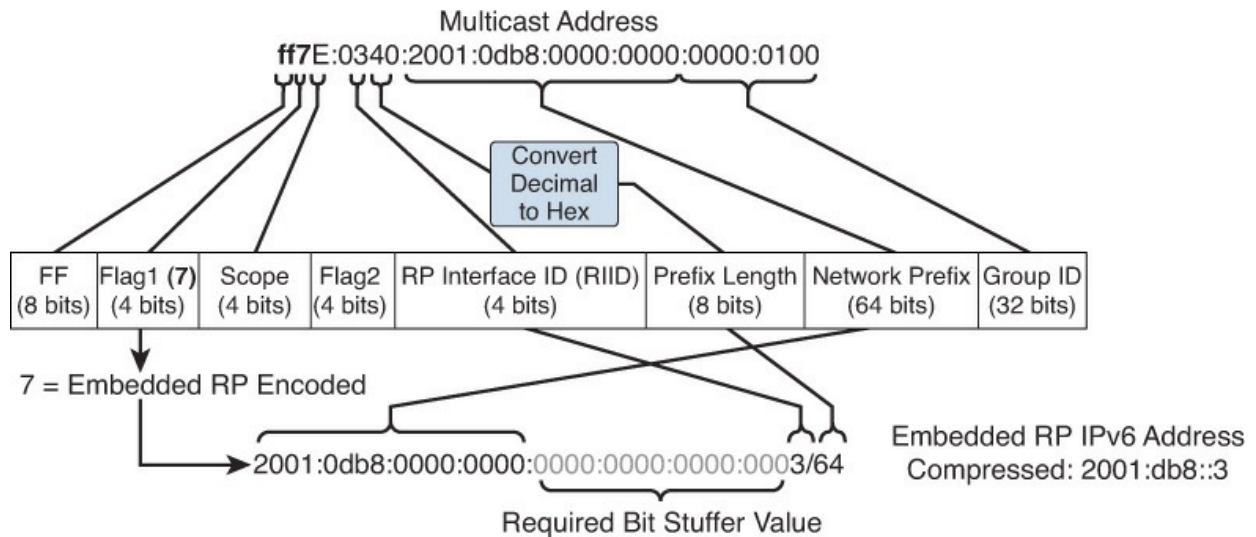 Multicast Address
ff7E:0340:2001:0db8:0000:0000:0000:0100
Convert
Decimal
to Hex
FF
(8 bits)
Flag1 (7)
(4 bits)
Scope
(4 bits)
Flag2
(4 bits)
RP Interface ID (RIID)
(4 bits)
Prefix Length
(8 bits)
Network Prefix
(64 bits)
Group ID
(32 bits)
7 = Embedded RP Encoded
2001:0db8:0000:0000:0000:0000:0000:0003/64
Required Bit Stuffer Value
Embedded RP IPv6 Address
Compressed: 2001:db8::3